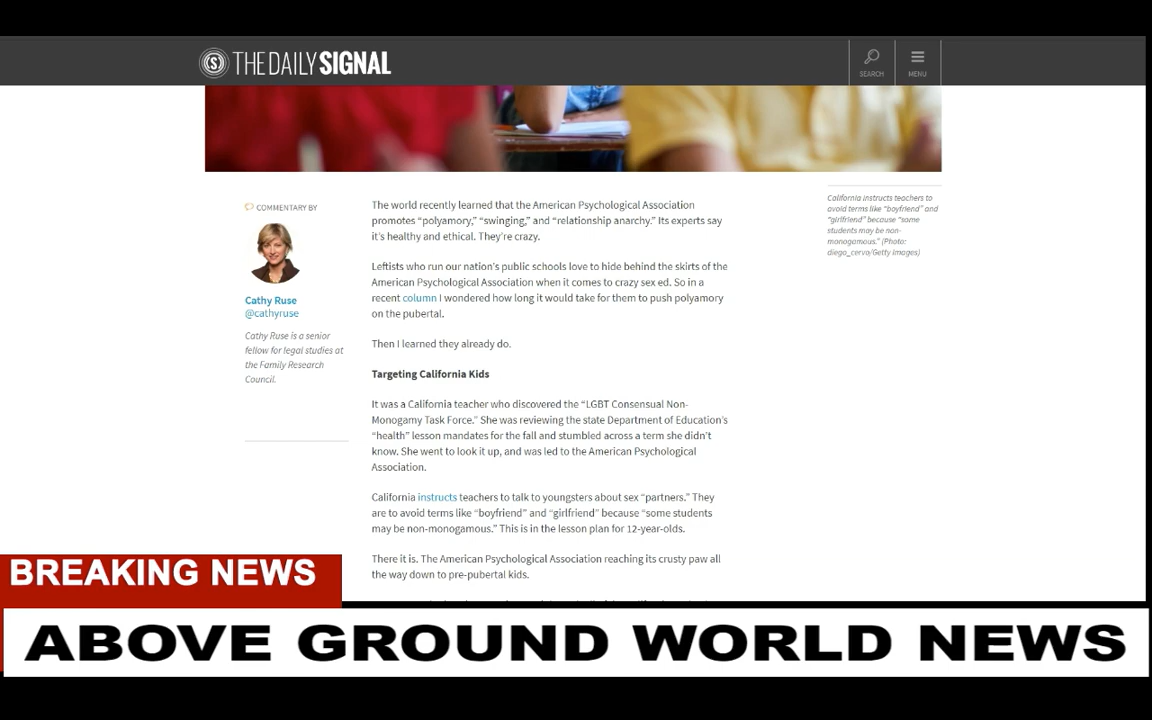 THE DAILY SIGNAL
SEARCH
MENU
COMMENTARY BY
Cathy Ruse
@cathyruse
Cathy Ruse is a senior
fellow for legal studies at
the Family Research
Council.
The world recently learned that the American Psychological Association
promotes “polyamory,” “swinging,” and “relationship anarchy.” Its experts say
it’s healthy and ethical. They’re crazy.
Leftists who run our nation’s public schools love to hide behind the skirts of the
American Psychological Association when it comes to crazy sex ed. So in a
recent column I wondered how long it would take for them to push polyamory
on the pubertal.
Then I learned they already do.
Targeting California Kids
It was a California teacher who discovered the “LGBT Consensual Non-
Monogamy Task Force.” She was reviewing the state Department of Education’s
“health” lesson mandates for the fall and stumbled across a term she didn’t
know. She went to look it up, and was led to the American Psychological
Association.
California instructs teachers to talk to youngsters about sex “partners.” They
are to avoid terms like “boyfriend” and “girlfriend” because “some students
may be non-monogamous.” This is in the lesson plan for 12-year-olds.
There it is. The American Psychological Association reaching its crusty paw all
the way down to pre-pubertal kids.
California instructs teachers to
avoid terms like “boyfriend” and
“girlfriend” because “some
students may be non-
monogamous.” (Photo:
diego_cervo/Getty Images)
BREAKING NEWS
ABOVE GROUND WORLD NEWS